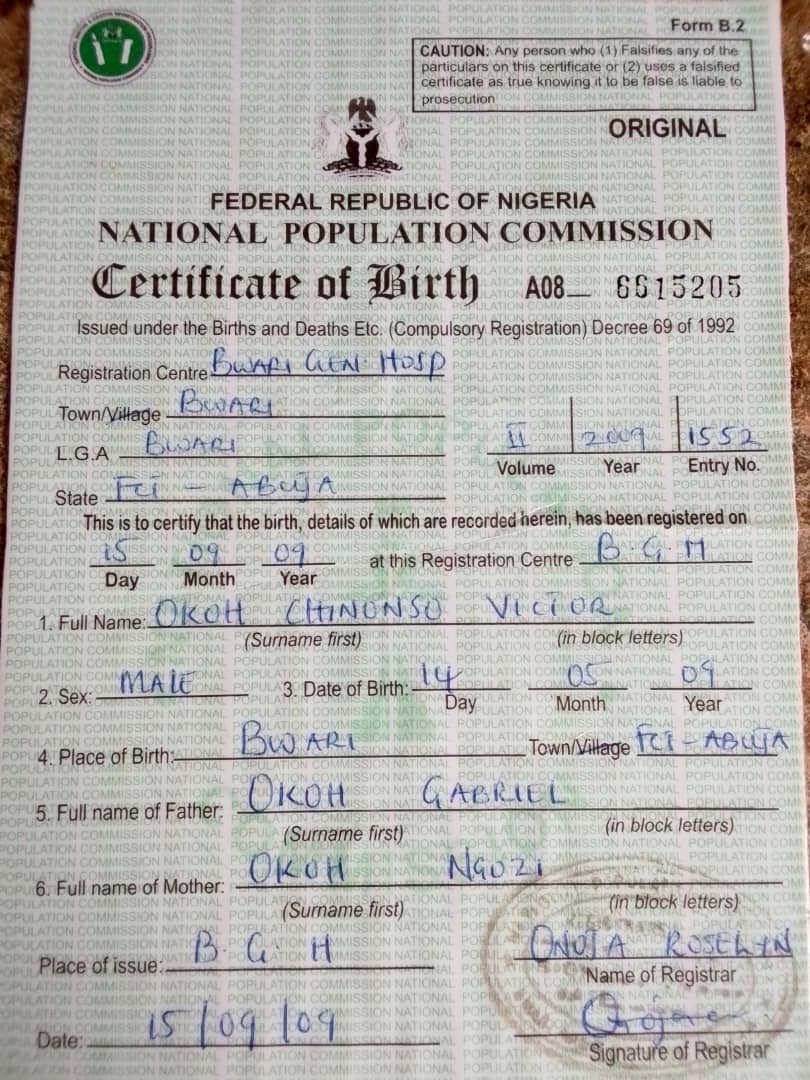 Form B.2
CAUTION: Any person who (1) Falsifies any of the
particulars on this certificate or (2) uses a falsified
certificate as true knowing it to be false is liable to
prosecution
ORIGINAL
FEDERAL REPUBLIC OF NIGERIA
NATIONAL POPULATION COMMISSION
Certificate of Birth A08 6615205
Issued under the Births and Deaths Etc. (Compulsory Registration) Decree 69 of 1992
Registration Centre BWARI GEN. HOSP
Town/Village BWARI
L.G.A BWARI
II 2009 1552
Volume Year Entry No.
State FCT - ABUJA
This is to certify that the birth, details of which are recorded herein, has been registered on
15 09 09 at this Registration Centre B.G.H
Day Month Year
1. Full Name: OKOH CHINONSO VICTOR
(Surname first) (in block letters)
2. Sex: MALE 3. Date of Birth: 14 05 09
Day Month Year
4. Place of Birth: BWARI Town/Village FCT - ABUJA
5. Full name of Father: OKOH GABRIEL
(Surname first) (in block letters)
6. Full name of Mother: OKOH NGOZI
(Surname first) (in block letters)
Place of issue: B.G.H ONOJA ROSELYN
Name of Registrar
Date: 15/09/09
Signature of Registrar